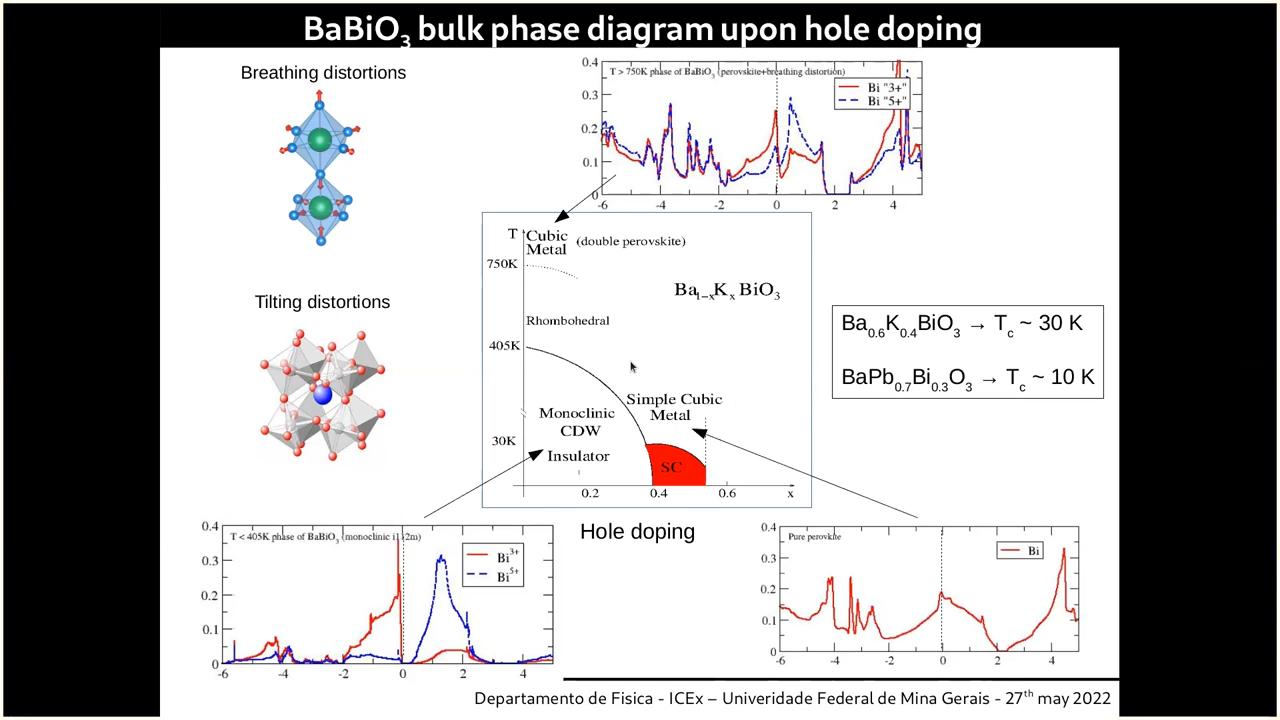 BaBiO₃ bulk phase diagram upon hole doping
Breathing distortions
Tilting distortions
T > 750K phase of BaBiO₃ (perovskite+breathing distortion)
Bi "3+"
Bi "5+"
0.4
0.3
0.2
0.1
0
-6 -4 -2 0 2 4
T
Cubic
Metal
(double perovskite)
750K
Ba₁₋ₓKₓ BiO₃
Rhombohedral
405K
Simple Cubic
Metal
Monoclinic
CDW
Insulator
30K
SC
0.2 0.4 0.6 x
Ba₀.₆K₀.₄BiO₃ → T꜀ ~ 30 K
BaPb₀.₇Bi₀.₃O₃ → T꜀ ~ 10 K
Hole doping
T < 405K phase of BaBiO₃ (monoclinic i12m)
Bi³⁺
Bi⁵⁺
0.4
0.3
0.2
0.1
0
-6 -4 -2 0 2 4
Pure perovkite
Bi
0.4
0.3
0.2
0.1
0
-6 -4 -2 0 2 4
Departamento de Fisica - ICEx – Univeridade Federal de Mina Gerais - 27ᵗʰ may 2022